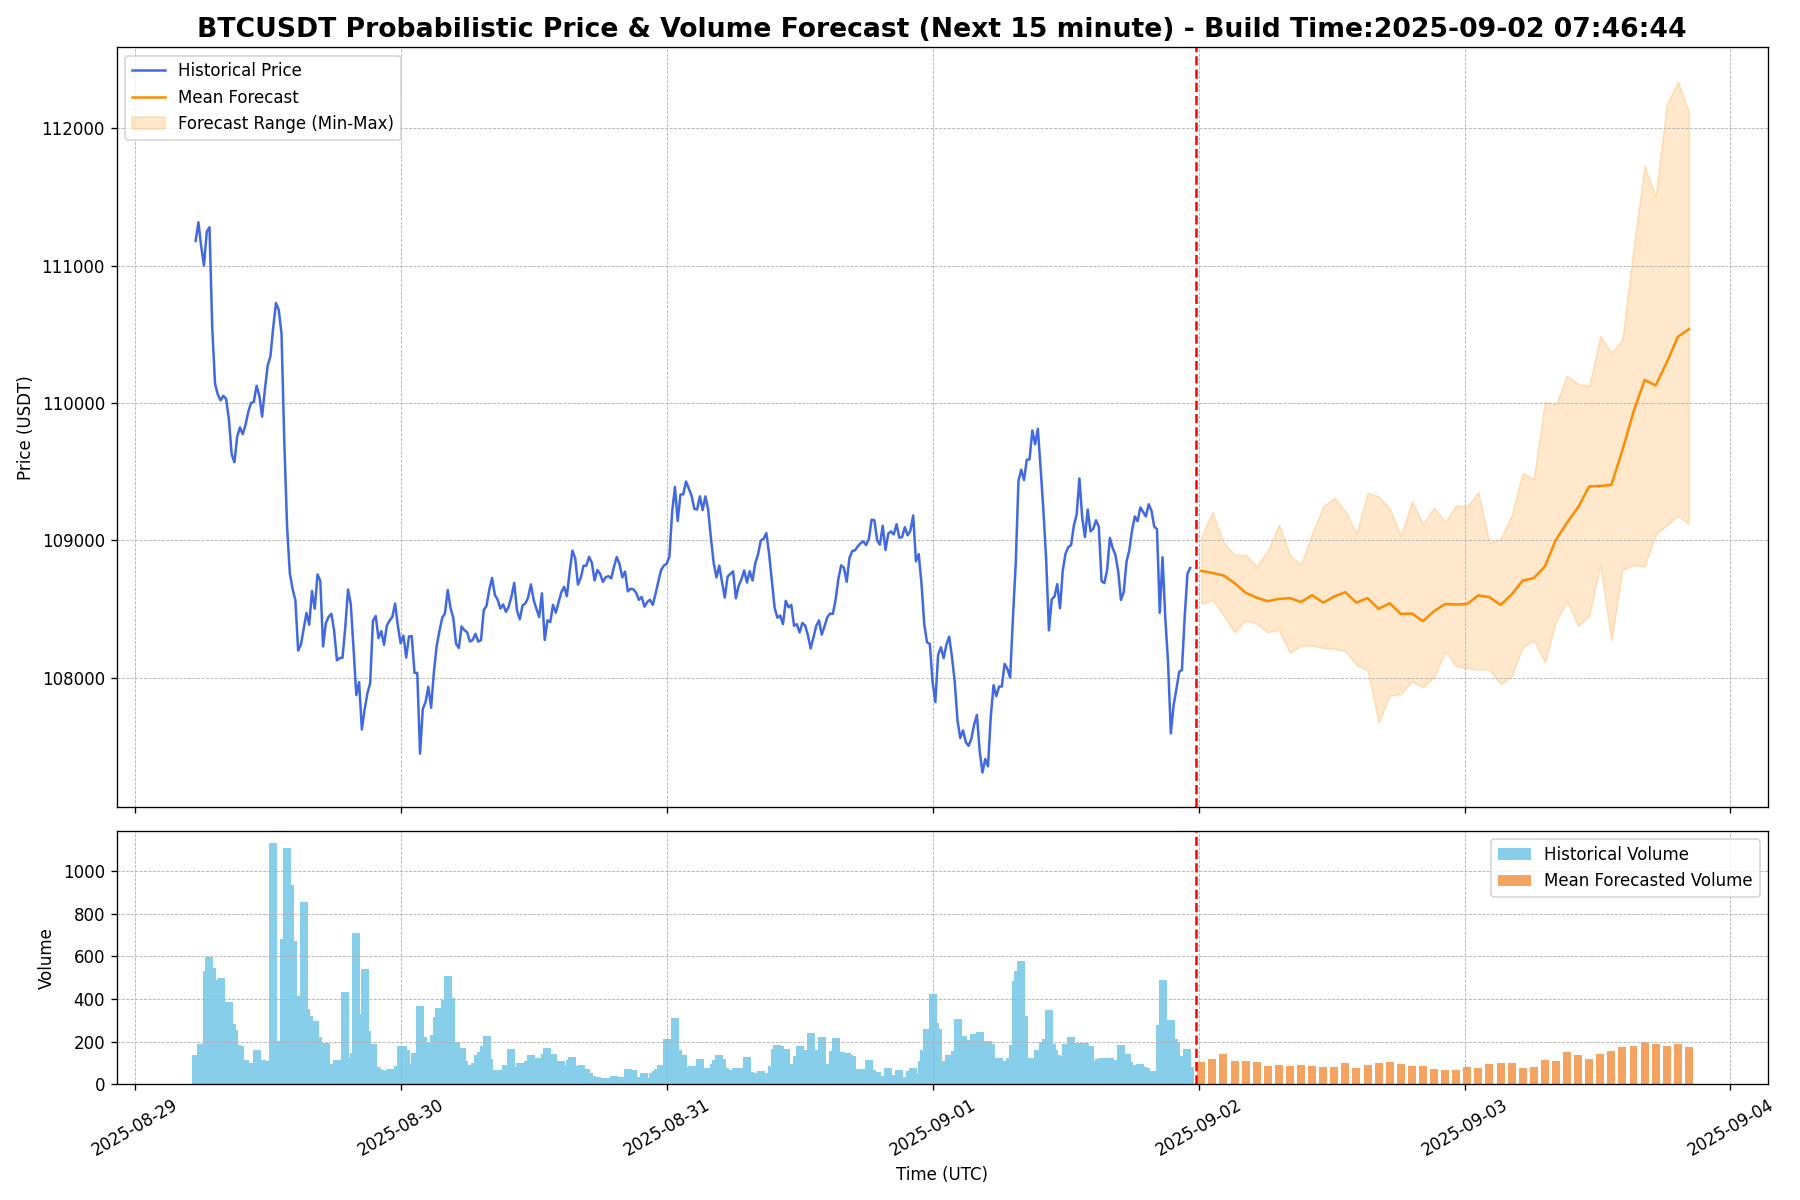 BTCUSDT Probabilistic Price & Volume Forecast (Next 15 minute) - Build Time:2025-09-02 07:46:44
Historical Price
Mean Forecast
Forecast Range (Min-Max)
112000
111000
110000
109000
108000
Price (USDT)
Historical Volume
Mean Forecasted Volume
1000
800
600
400
200
0
Volume
2025-08-29
2025-08-30
2025-08-31
2025-09-01
2025-09-02
2025-09-03
2025-09-04
Time (UTC)